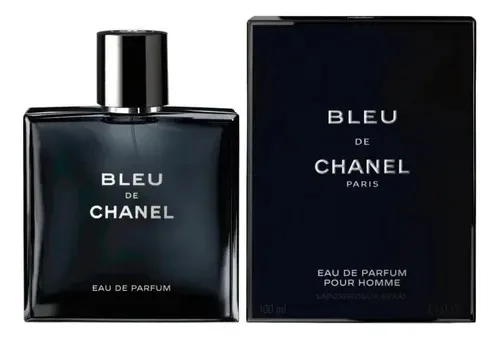 BLEU
DE
CHANEL
EAU DE PARFUM
BLEU
DE
CHANEL
PARIS
EAU DE PARFUM
POUR HOMME
100 ml